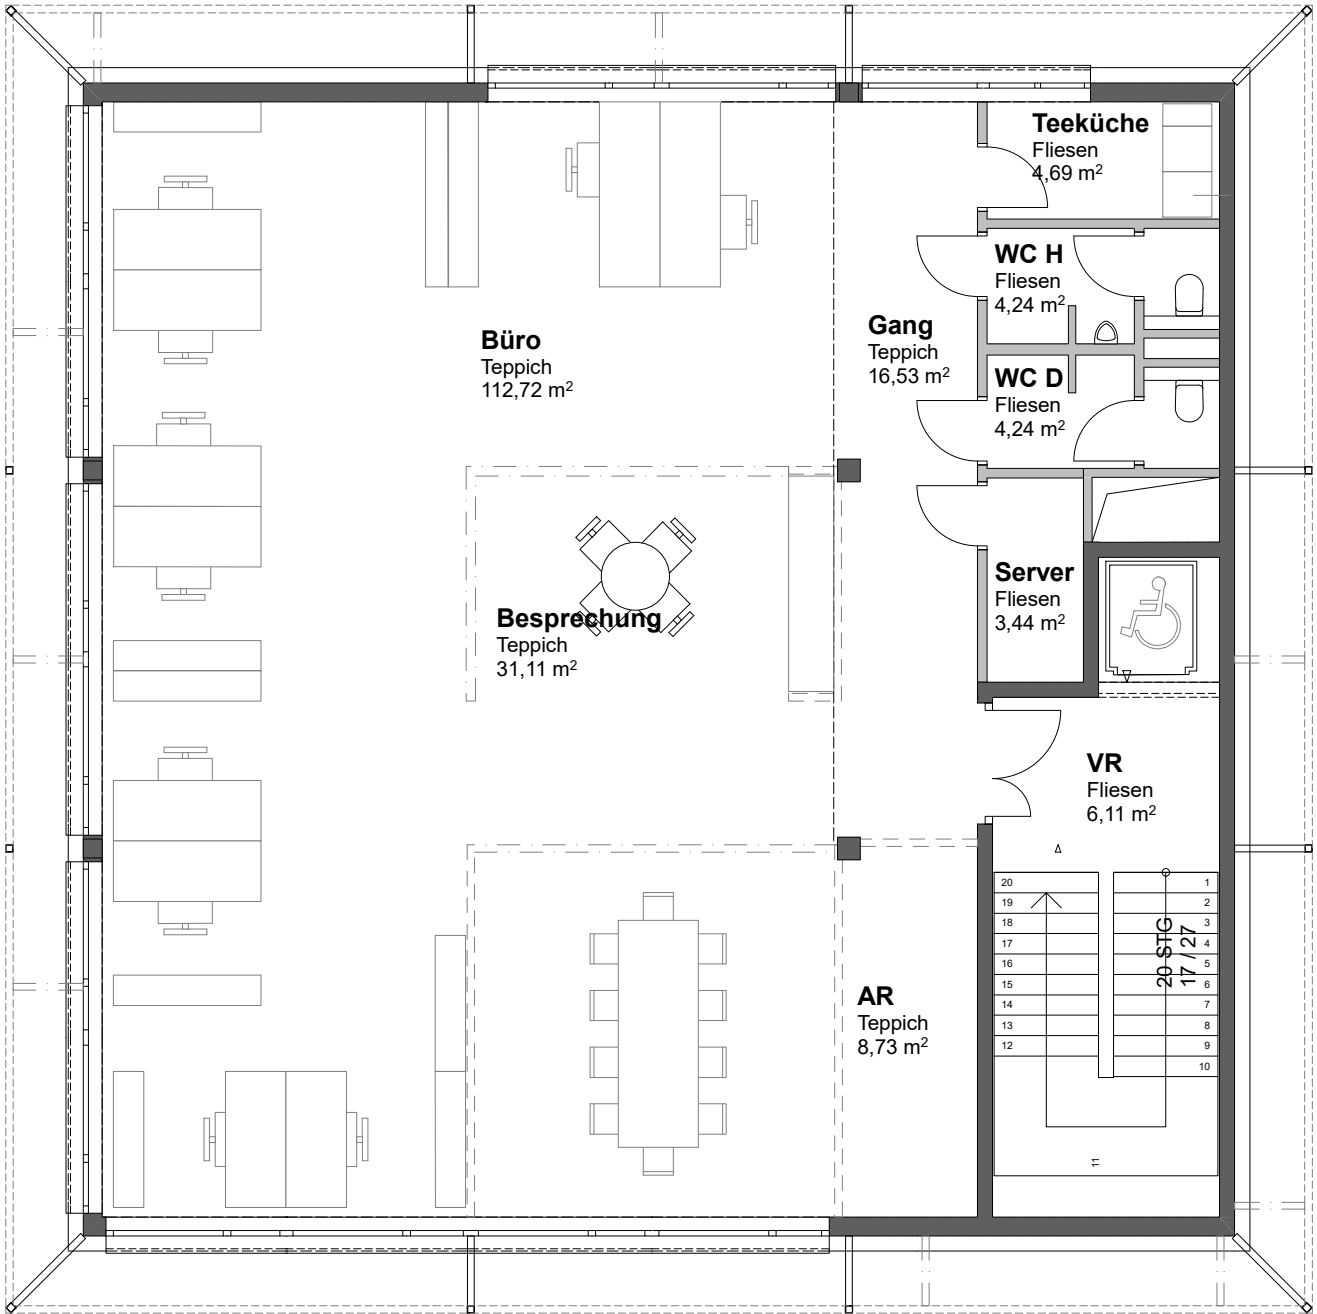 Teeküche
Fliesen
4,69 m²
WC H
Fliesen
4,24 m²
Büro
Teppich
112,72 m²
Gang
Teppich
16,53 m²
WC D
Fliesen
4,24 m²
Server
Fliesen
3,44 m²
Besprechung
Teppich
31,11 m²
VR
Fliesen
6,11 m²
AR
Teppich
8,73 m²
20
19
18
17
16
15
14
13
12
11
20 STG
17 / 27
1
2
3
4
5
6
7
8
9
10